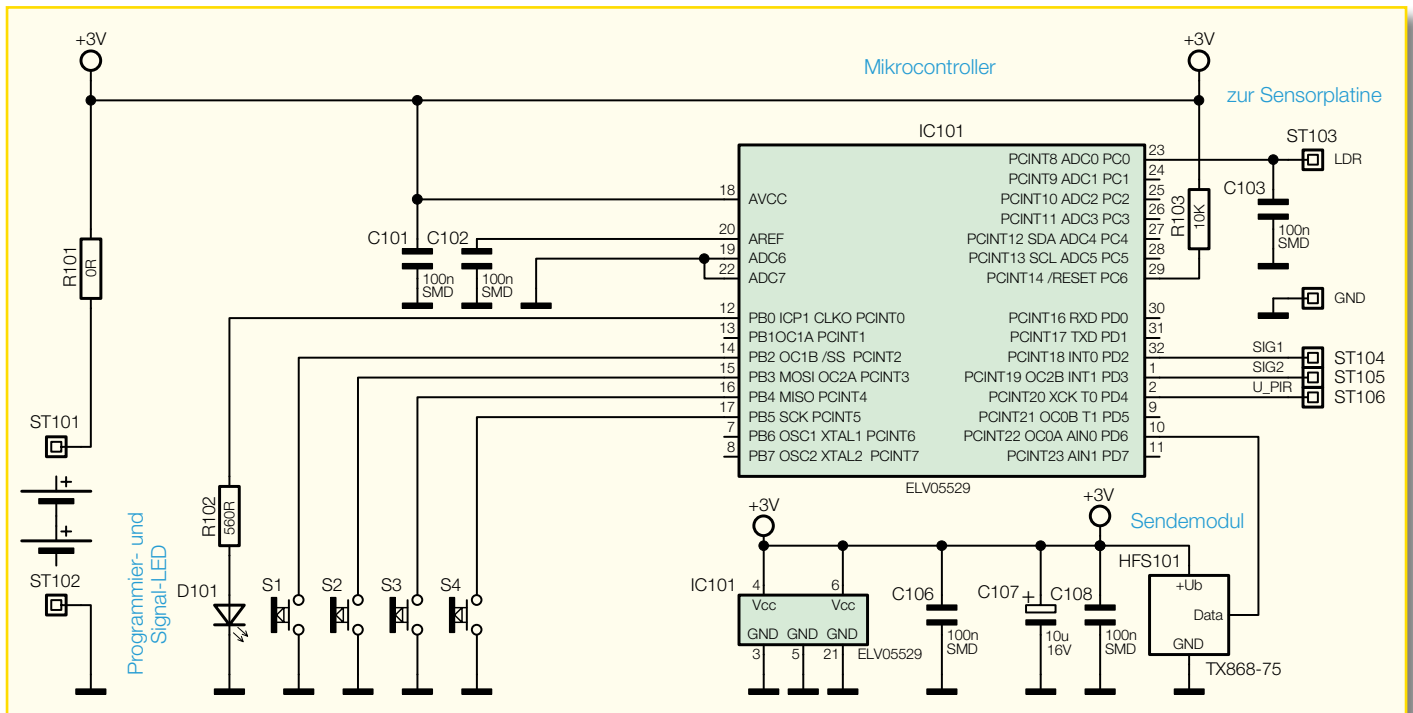 +3V
+3V
Mikrocontroller
zur Sensorplatine
IC101
ST103
LDR
R101
0R
C101
100n
SMD
C102
100n
SMD
18 AVCC
20 AREF
19 ADC6
22 ADC7
12 PB0 ICP1 CLKO PCINT0
13 PB1OC1A PCINT1
14 PB2 OC1B /SS PCINT2
15 PB3 MOSI OC2A PCINT3
16 PB4 MISO PCINT4
17 PB5 SCK PCINT5
7 PB6 OSC1 XTAL1 PCINT6
8 PB7 OSC2 XTAL2 PCINT7
PCINT8 ADC0 PC0 23
PCINT9 ADC1 PC1 24
PCINT10 ADC2 PC2 25
PCINT11 ADC3 PC3 26
PCINT12 SDA ADC4 PC4 27
PCINT13 SCL ADC5 PC5 28
PCINT14 /RESET PC6 29
PCINT16 RXD PD0 30
PCINT17 TXD PD1 31
PCINT18 INT0 PD2 32
PCINT19 OC2B INT1 PD3 1
PCINT20 XCK T0 PD4 2
PCINT21 OC0B T1 PD5 9
PCINT22 OC0A AIN0 PD6 10
PCINT23 AIN1 PD7 11
ELV05529
R103
10K
C103
100n
SMD
GND
SIG1
ST104
SIG2
ST105
U_PIR
ST106
ST101
+
+
ST102
R102
560R
Programmier- und
Signal-LED
D101
S1
S2
S3
S4
+3V
+3V
Sendemodul
IC101
4
6
Vcc
Vcc
GND
GND
GND
3
5
21
ELV05529
C106
100n
SMD
C107
+
10u
16V
C108
100n
SMD
HFS101
+Ub
Data
GND
TX868-75